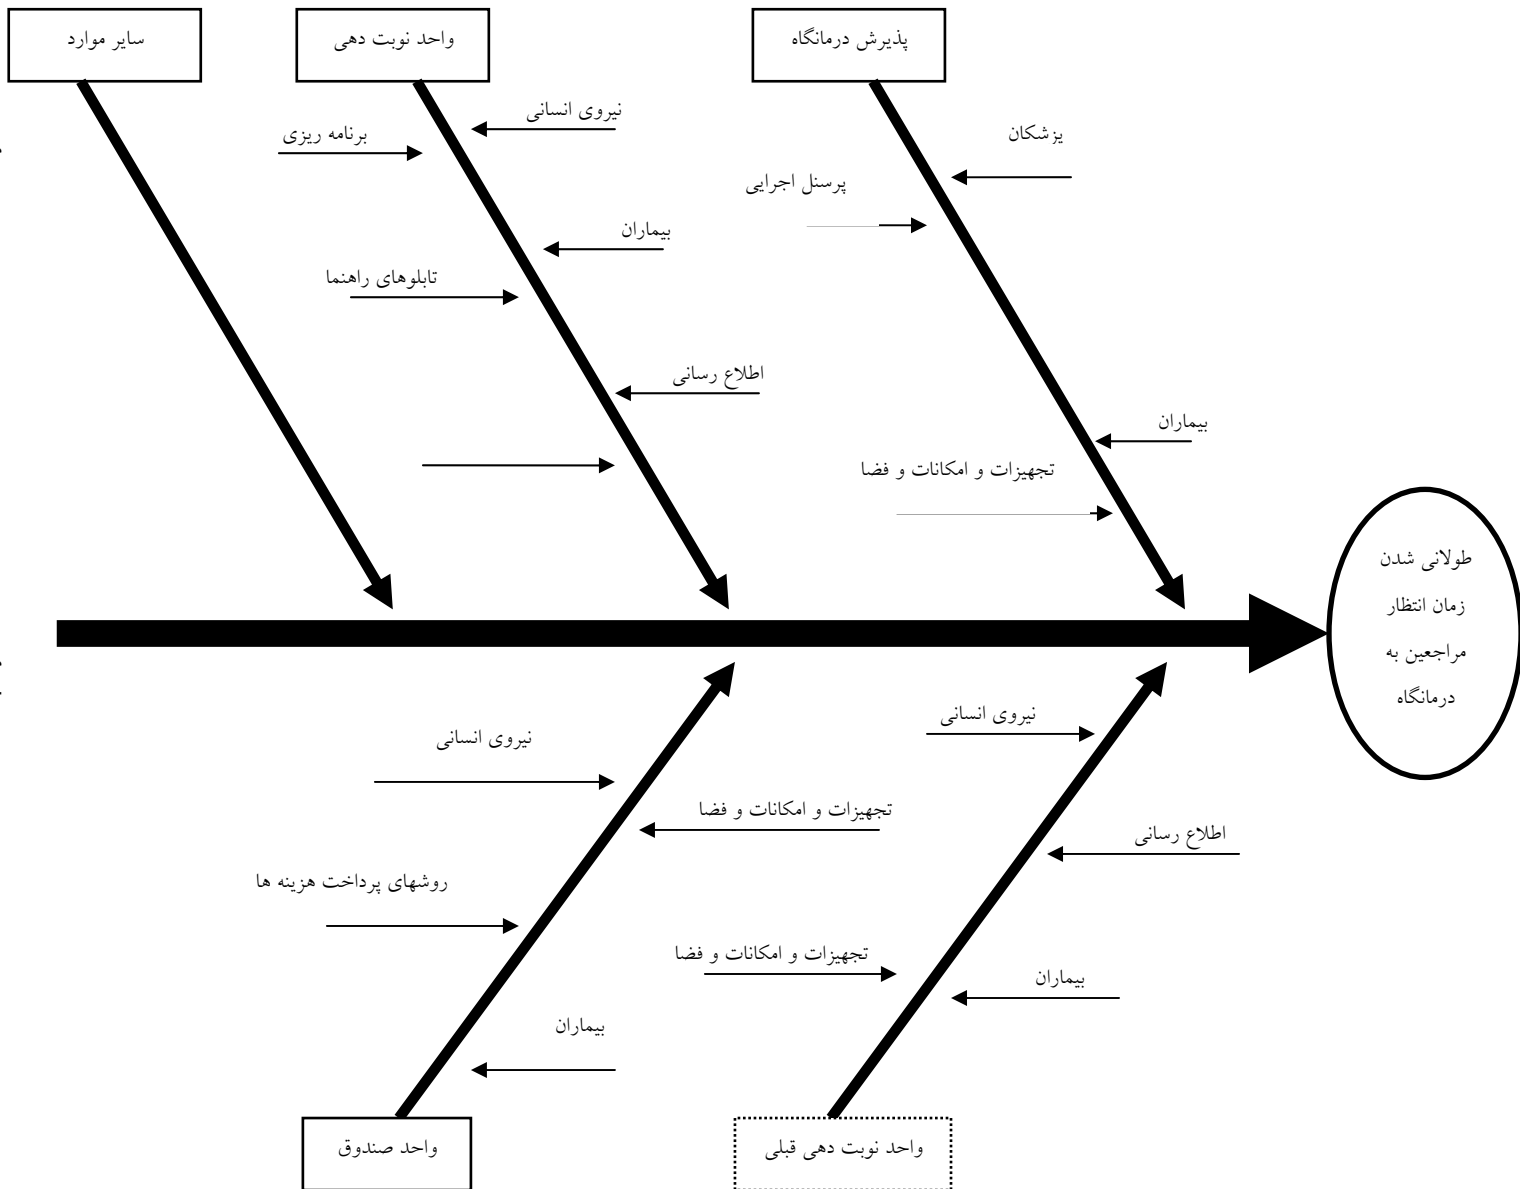 پذیرش درمانگاه
واحد نوبت دهی
سایر موارد
پزشکان
پرسنل اجرایی
بیماران
تجهیزات و امکانات و فضا
نیروی انسانی
برنامه ریزی
بیماران
تابلوهای راهنما
اطلاع رسانی
طولانی شدن
زمان انتظار
مراجعین به
درمانگاه
نیروی انسانی
اطلاع رسانی
تجهیزات و امکانات و فضا
بیماران
نیروی انسانی
تجهیزات و امکانات و فضا
روشهای پرداخت هزینه ها
بیماران
واحد نوبت دهی قبلی
واحد صندوق